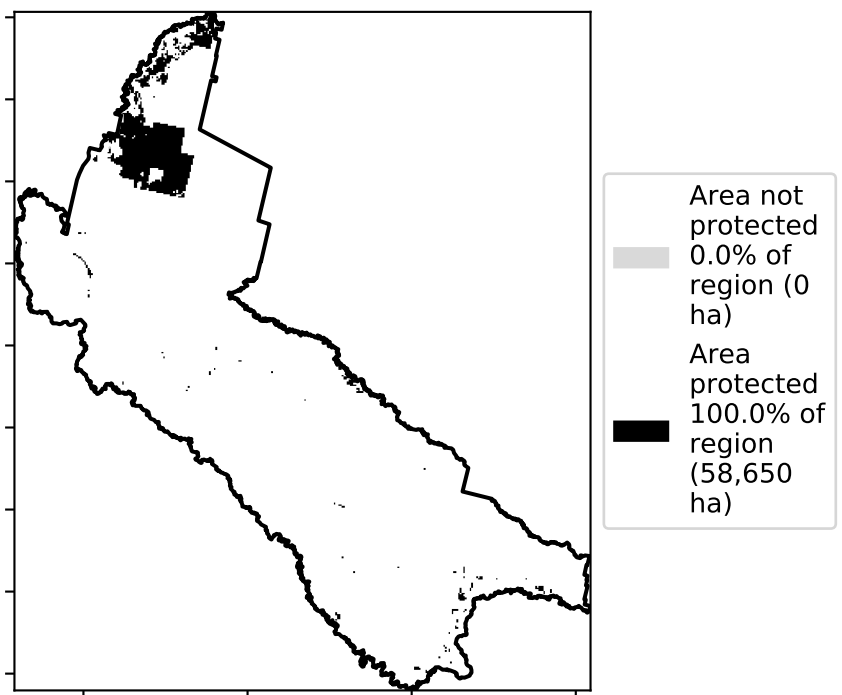 Area not
protected
0.0% of
region (0
ha)
Area
protected
100.0% of
region
(58,650
ha)